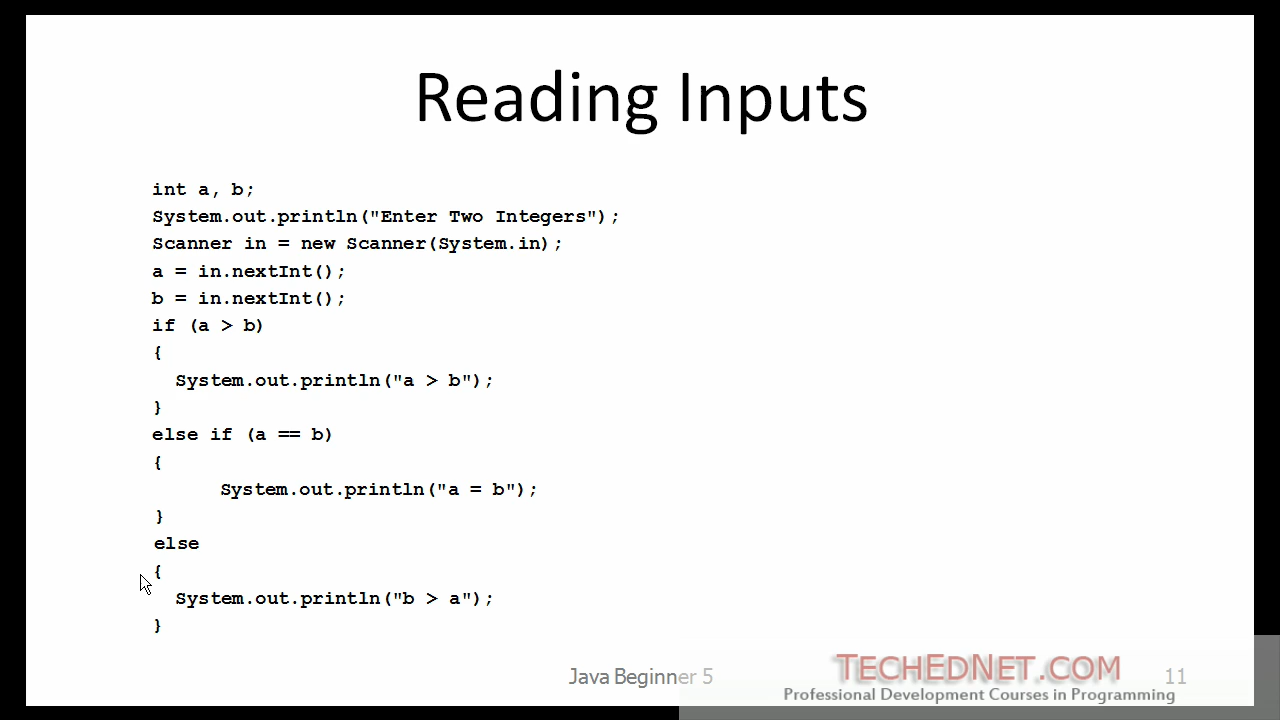 Reading Inputs
int a, b;
System.out.println("Enter Two Integers");
Scanner in = new Scanner(System.in);
a = in.nextInt();
b = in.nextInt();
if (a > b)
{
  System.out.println("a > b");
}
else if (a == b)
{
      System.out.println("a = b");
}
else
{
  System.out.println("b > a");
}
Java Beginner 5
TECHEDNET.COM
Professional Development Courses in Programming
11